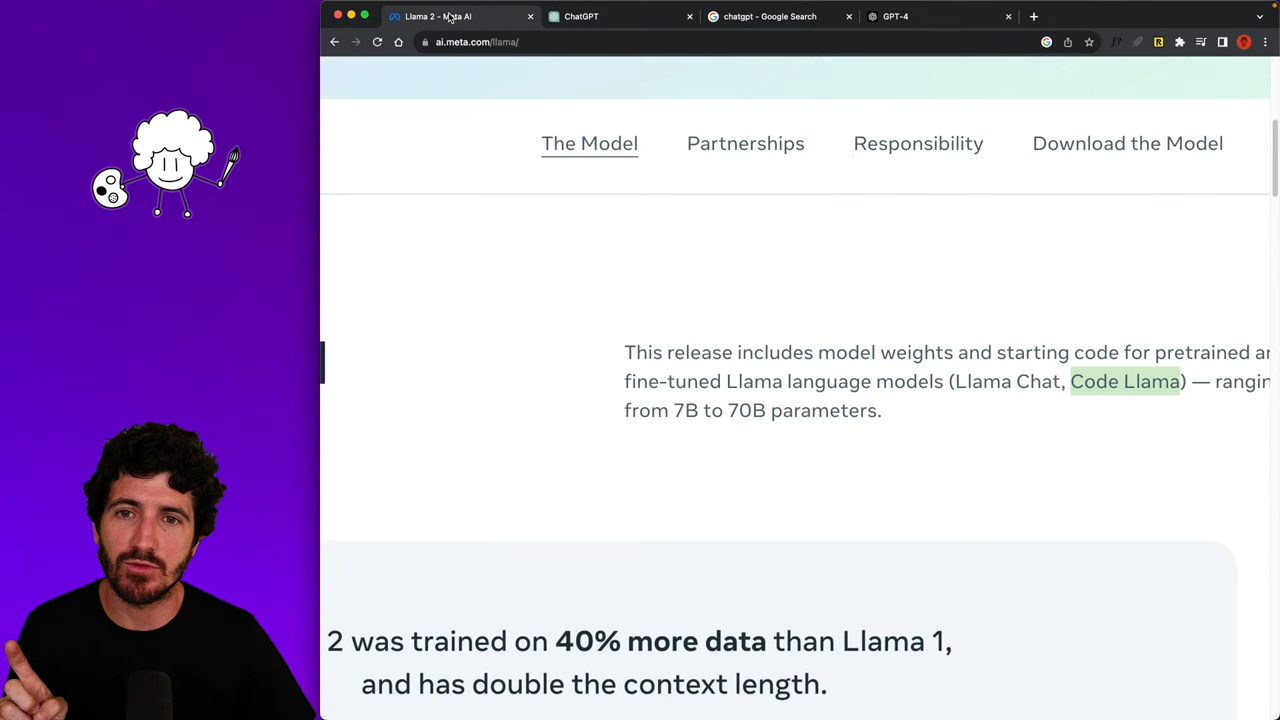 Llama 2 - Meta AI
ChatGPT
chatgpt - Google Search
GPT-4
ai.meta.com/llama/
The Model
Partnerships
Responsibility
Download the Model
This release includes model weights and starting code for pretrained
fine-tuned Llama language models (Llama Chat, Code Llama) —
from 7B to 70B parameters.
2 was trained on 40% more data than Llama 1,
and has double the context length.